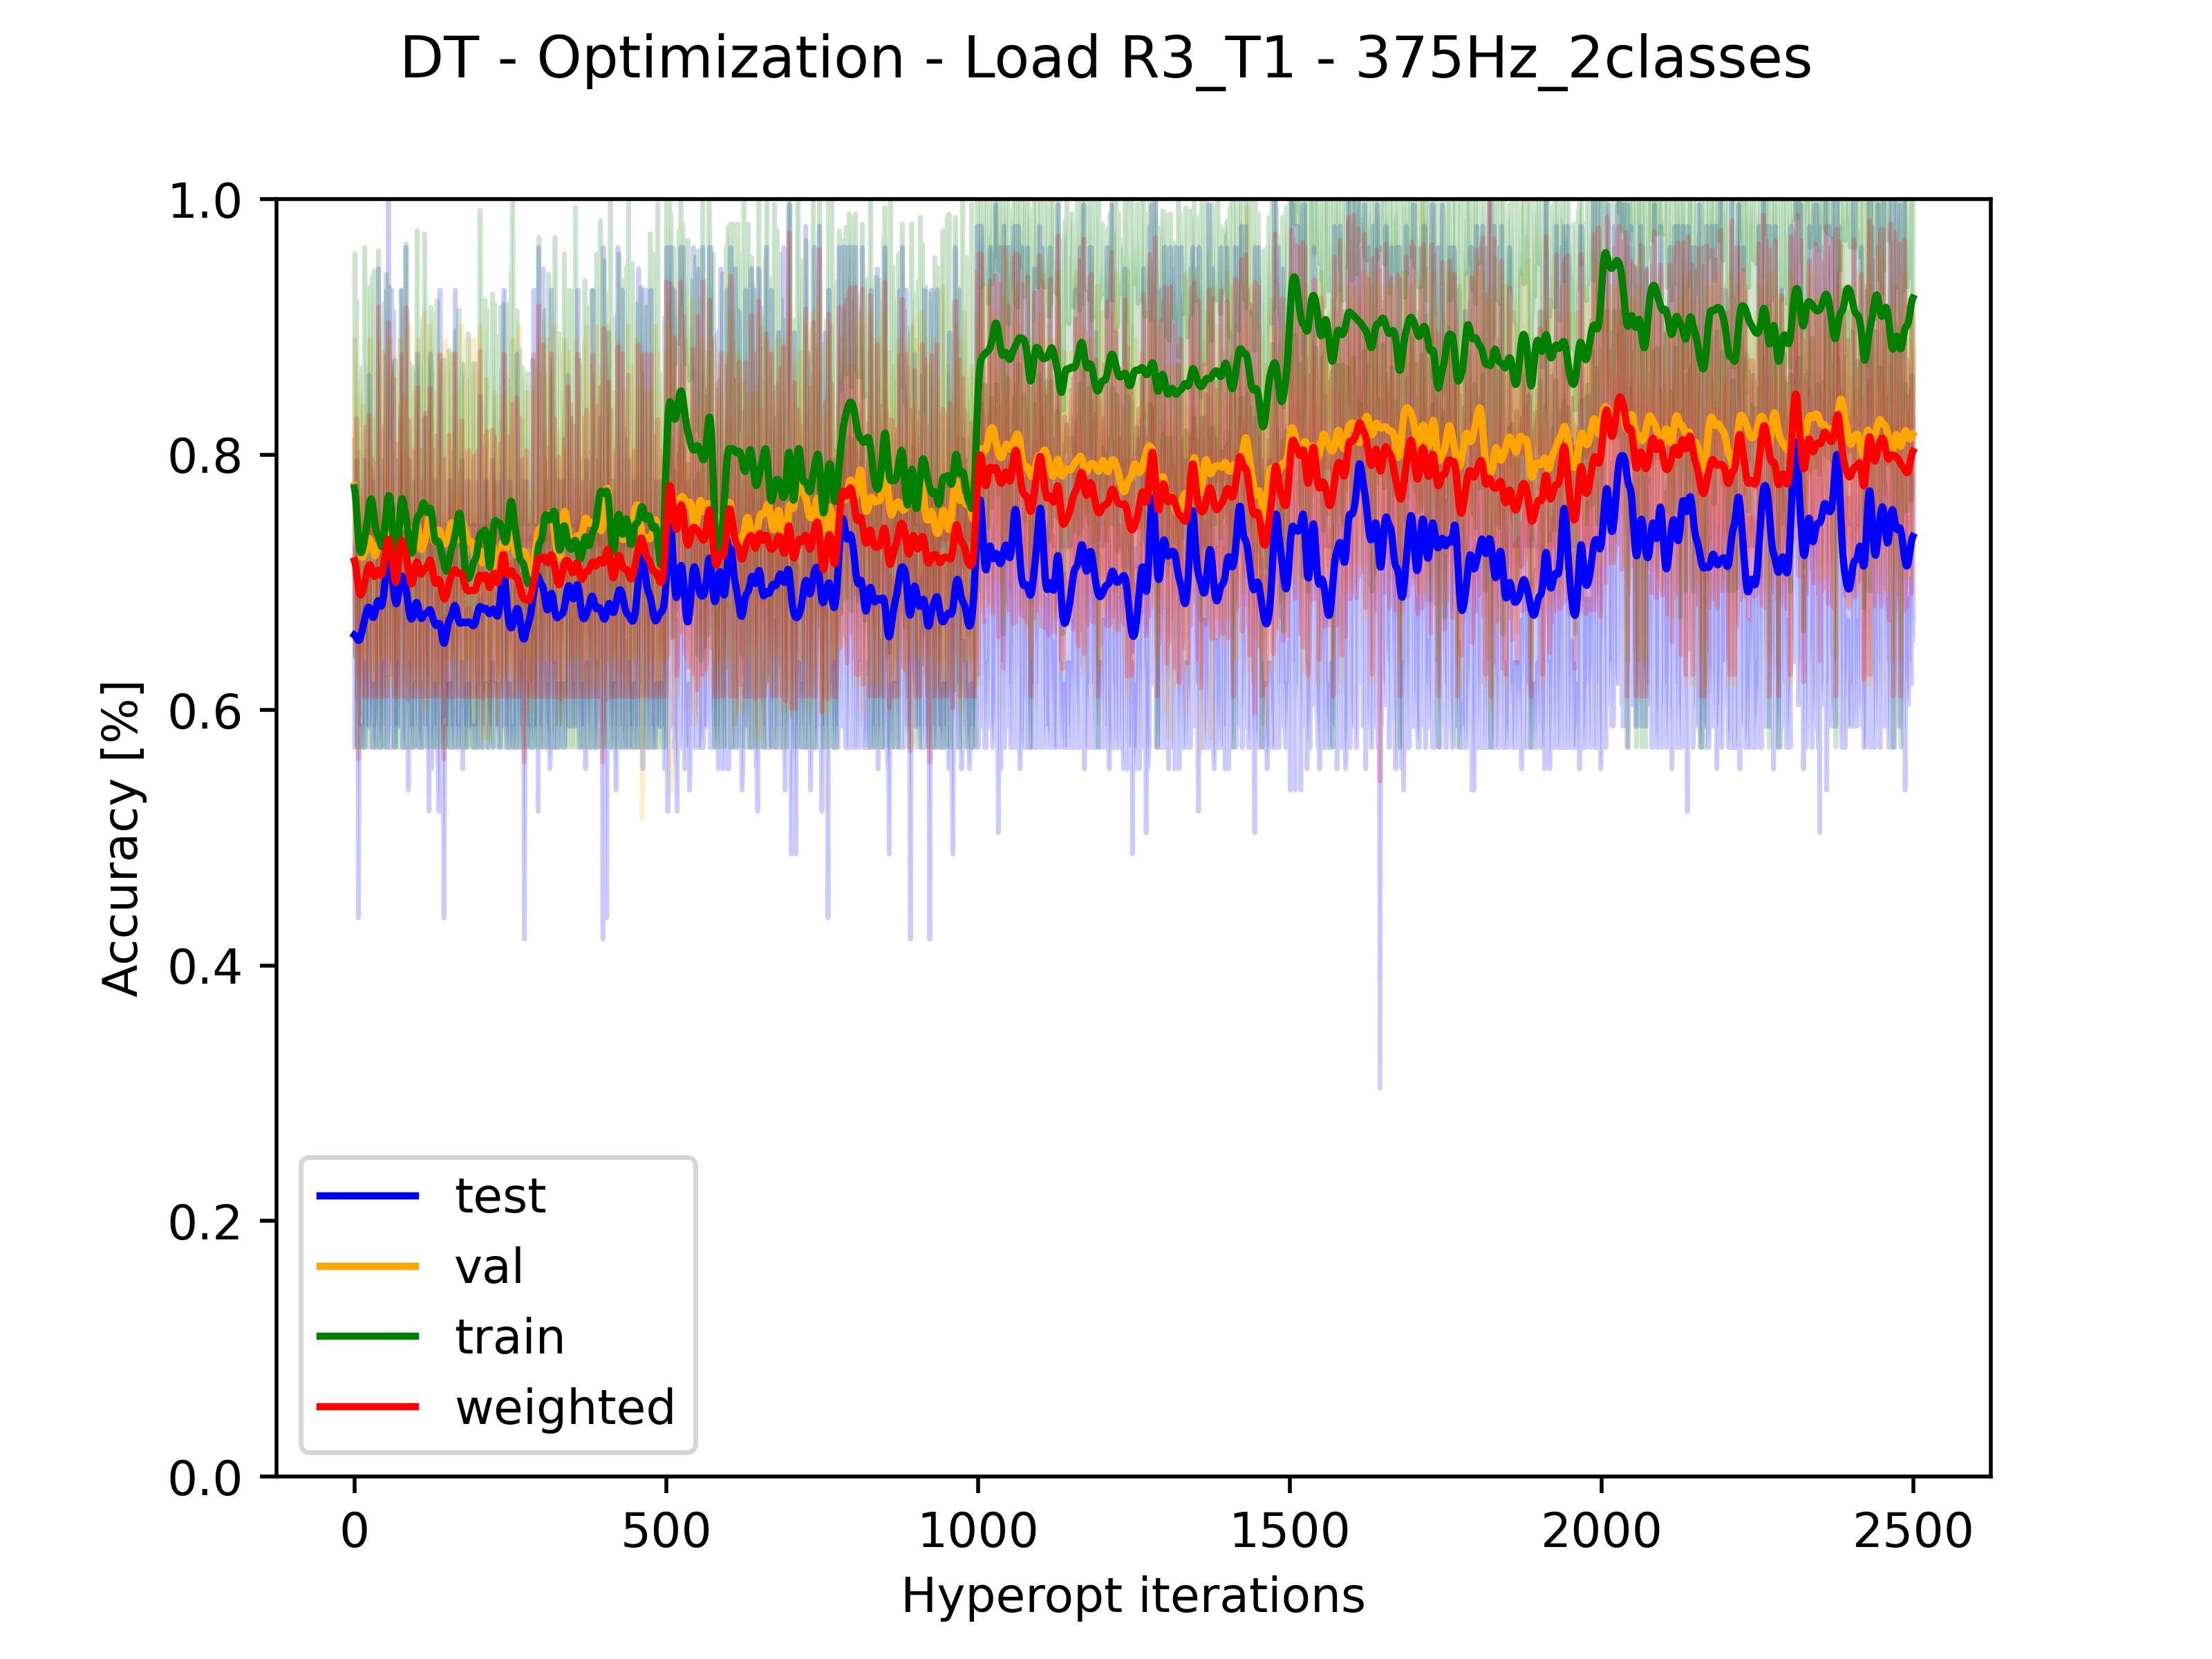 DT - Optimization - Load R3_T1 - 375Hz_2classes
1.0
0.8
0.6
0.4
0.2
0.0
Accuracy [%]
test
val
train
weighted
0 500 1000 1500 2000 2500
Hyperopt iterations